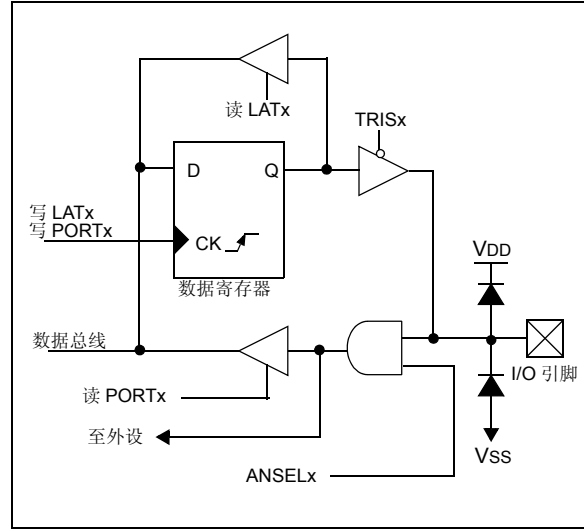 读 LATx
TRISx
D
Q
写 LATx
写 PORTx
CK
VDD
数据寄存器
数据总线
I/O 引脚
读 PORTx
至外设
VSS
ANSELx